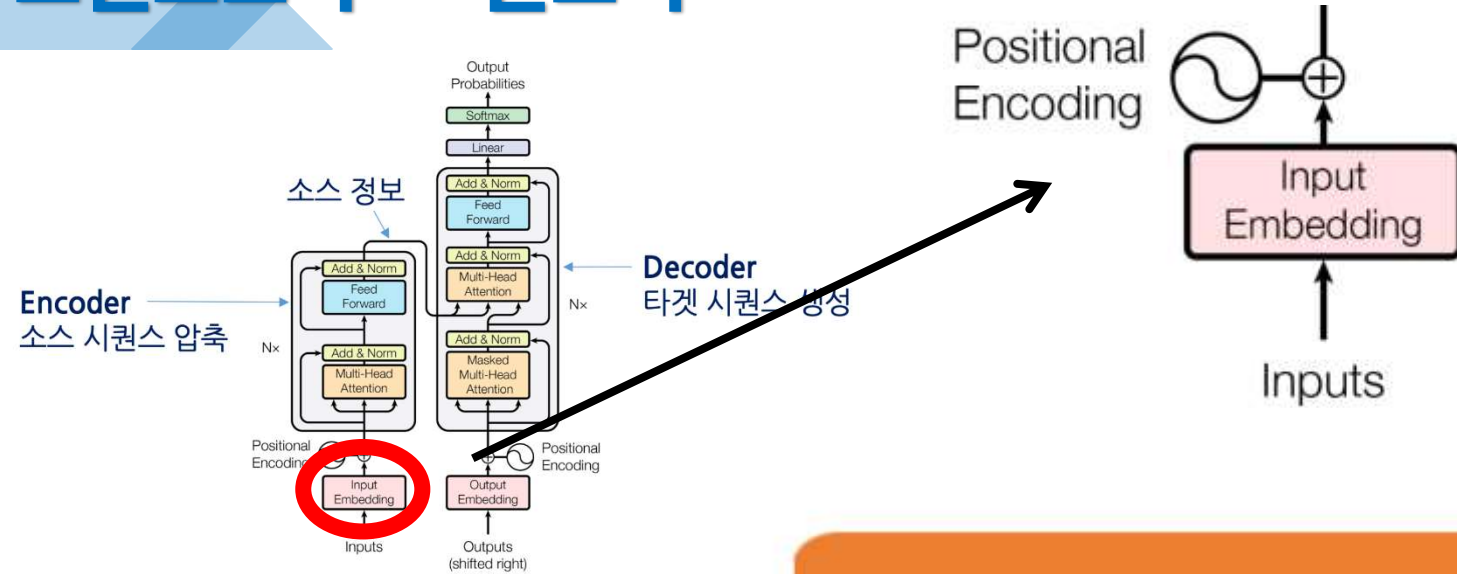 Output
Probabilities
Softmax
Linear
Add & Norm
Feed
Forward
Add & Norm
Multi-Head
Attention
Nx
Add & Norm
Masked
Multi-Head
Attention
Positional
Encoding
Output
Embedding
Outputs
(shifted right)
소스 정보
Decoder
타겟 시퀀스 생성
Encoder
소스 시퀀스 압축
Add & Norm
Feed
Forward
Nx
Add & Norm
Multi-Head
Attention
Positional
Encoding
Input
Embedding
Inputs
Positional
Encoding
Input
Embedding
Inputs